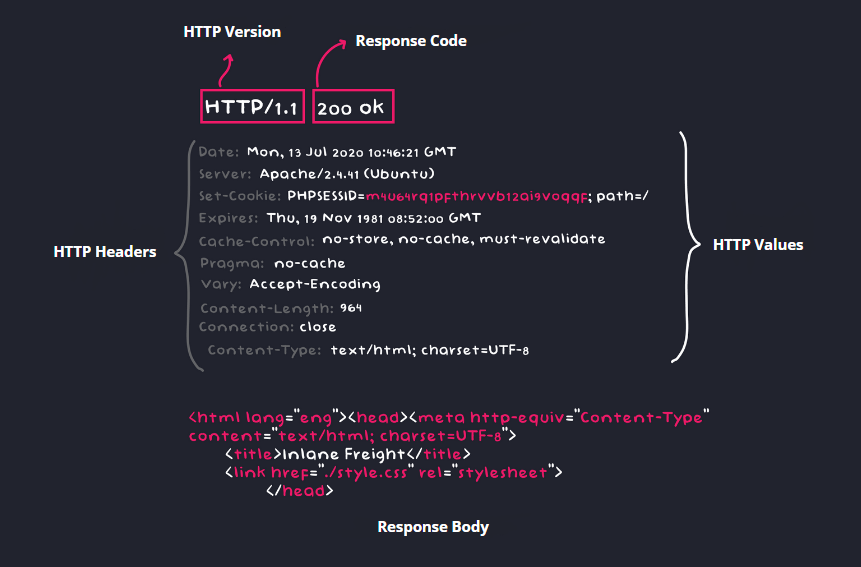 HTTP Version
Response Code
HTTP/1.1 200 ok
Date: Mon, 13 Jul 2020 10:46:21 GMT
Server: Apache/2.4.41 (Ubuntu)
Set-Cookie: PHPSESSID=m4u64rq1pfthrvvb12ai9voqqf; path=/
Expires: Thu, 19 Nov 1981 08:52:00 GMT
Cache-Control: no-store, no-cache, must-revalidate
HTTP Headers
HTTP Values
Pragma: no-cache
Vary: Accept-Encoding
Content-Length: 964
Connection: close
Content-Type: text/html; charset=UTF-8
<html lang="eng"><head><meta http-equiv="Content-Type"
content="text/html; charset=UTF-8">
<title>Inlane Freight</title>
<link href="./style.css" rel="stylesheet">
</head>
Response Body